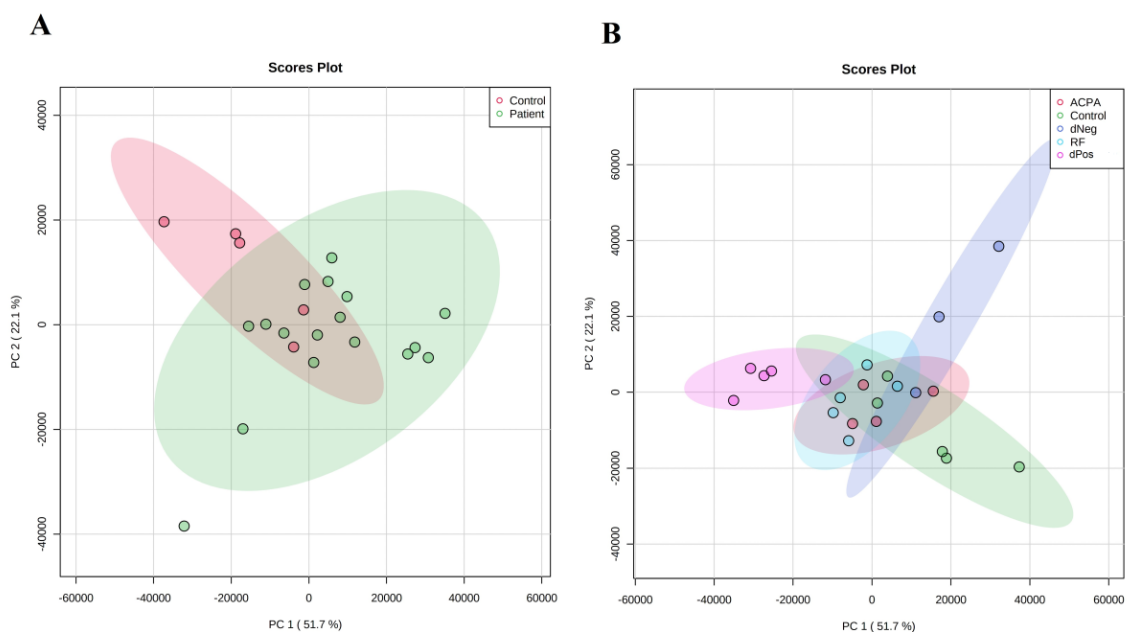 A
Scores Plot
Control
Patient
PC 2 ( 22.1 %)
40000
20000
0
-20000
-40000
-60000
-40000
-20000
0
20000
40000
60000
PC 1 ( 51.7 %)
B
Scores Plot
ACPA
Control
dNeg
RF
dPos
PC 2 ( 22.1 %)
60000
40000
20000
0
-20000
-40000
-60000
-40000
-20000
0
20000
40000
60000
PC 1 ( 51.7 %)